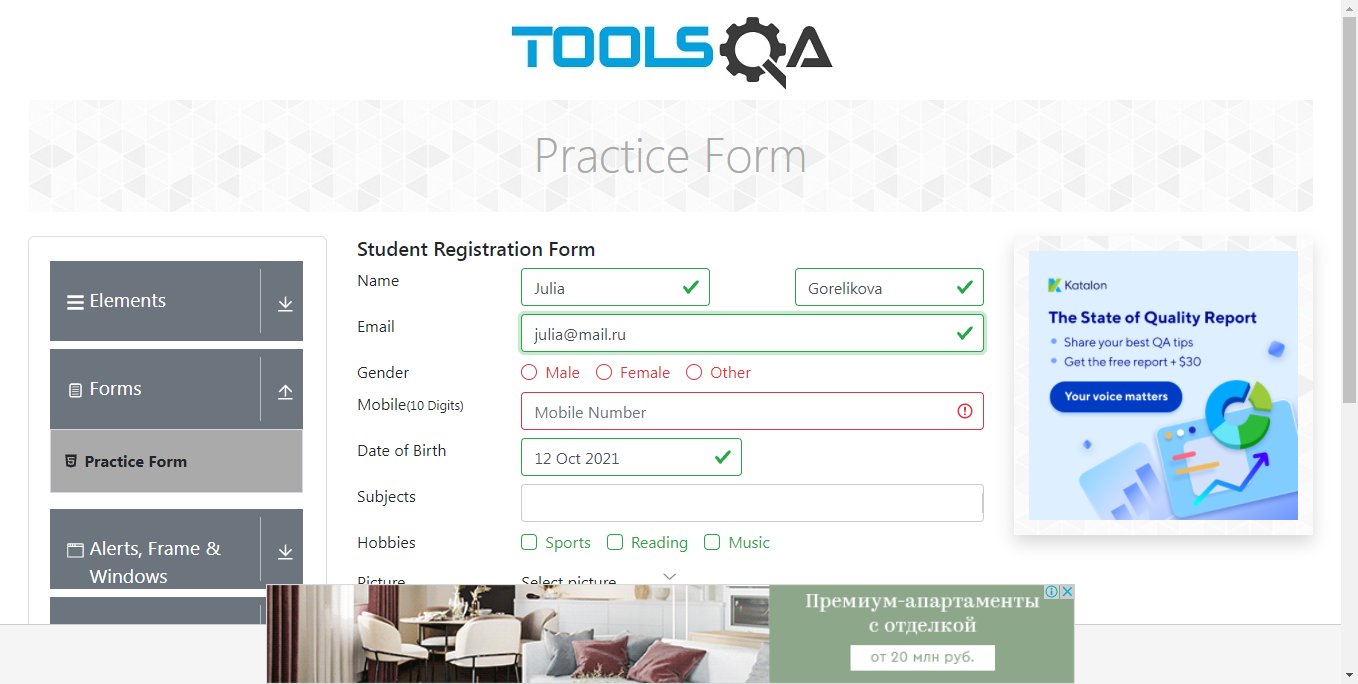 TOOLSQA
Practice Form
Elements
Forms
Practice Form
Alerts, Frame &
Windows
Student Registration Form
Name
Julia
Gorelikova
Email
julia@mail.ru
Gender
Male
Female
Other
Mobile(10 Digits)
Mobile Number
Date of Birth
12 Oct 2021
Subjects
Hobbies
Sports
Reading
Music
Picture
Select picture
Katalon
The State of Quality Report
• Share your best QA tips
• Get the free report + $30
Your voice matters
Премиум-апартаменты
с отделкой
от 20 млн руб.